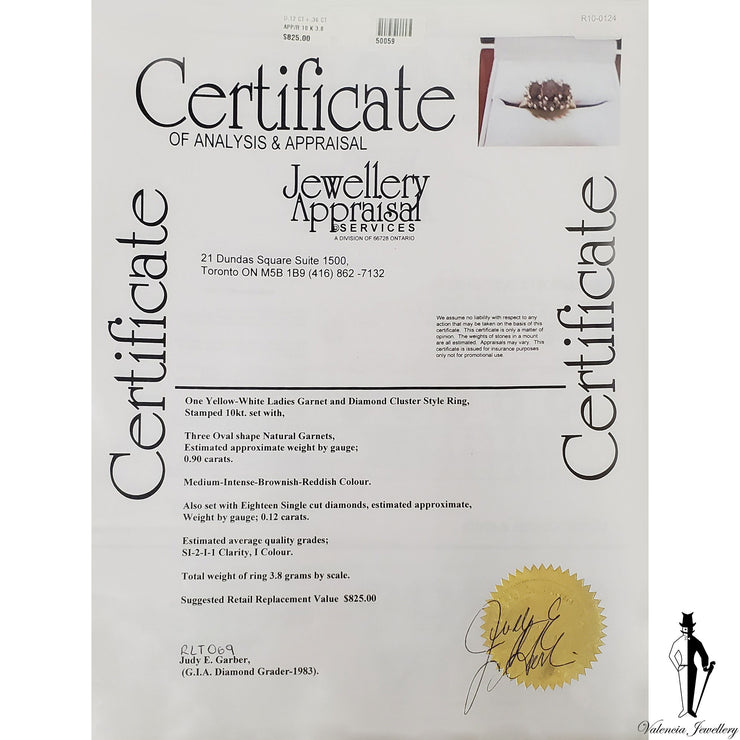 0.12 CT + .36 CT
APP/R 10 K 3.8
$825.00
50059
R10-0124
Certificate
OF ANALYSIS & APPRAISAL
Jewellery
Appraisal
SERVICES
A DIVISION OF 66728 ONTARIO
21 Dundas Square Suite 1500,
Toronto ON M5B 1B9 (416) 862 -7132
Certificate
Certificate
We assume no liability with respect to any
action that may be taken on the basis of this
certificate. This certificate is only a matter of
opinion. The weights of stones in a mount
are all estimated. Appraisals may vary. This
certificate is issued for insurance purposes
only not for promotional use.
One Yellow-White Ladies Garnet and Diamond Cluster Style Ring,
Stamped 10kt. set with,
Three Oval shape Natural Garnets,
Estimated approximate weight by gauge;
0.90 carats.
Medium-Intense-Brownish-Reddish Colour.
Also set with Eighteen Single cut diamonds, estimated approximate,
Weight by gauge; 0.12 carats.
Estimated average quality grades;
SI-2-I-1 Clarity, I Colour.
Total weight of ring 3.8 grams by scale.
Suggested Retail Replacement Value $825.00
RLT069
Judy E. Garber,
(G.I.A. Diamond Grader-1983).
Judy E
Valencia Jewellery